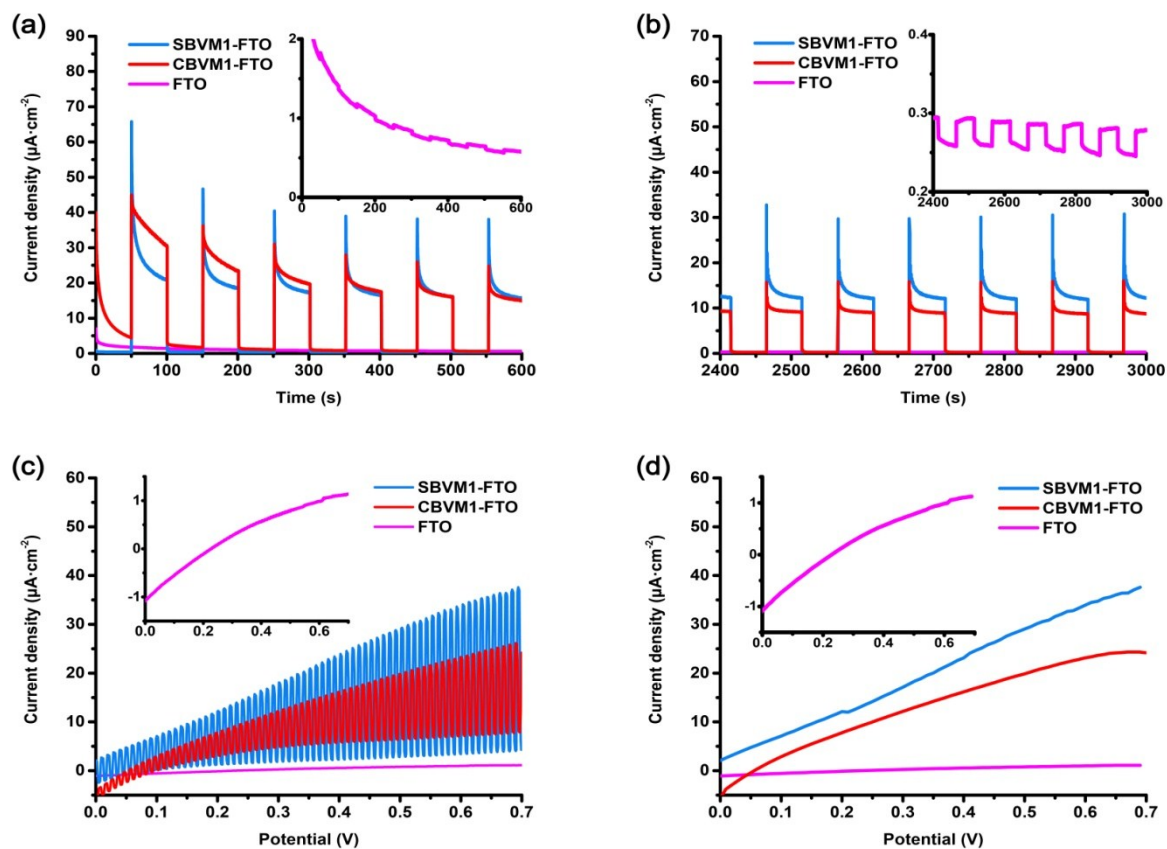 (a)
SBVM1-FTO
CBVM1-FTO
FTO
Current density (µA·cm⁻²)
90
80
70
60
50
40
30
20
10
0
0 100 200 300 400 500 600
Time (s)
2
1
0
0 200 400 600
(b)
SBVM1-FTO
CBVM1-FTO
FTO
Current density (µA·cm⁻²)
70
60
50
40
30
20
10
0
2400 2500 2600 2700 2800 2900 3000
Time (s)
0.4
0.3
0.2
2400 2600 2800 3000
(c)
SBVM1-FTO
CBVM1-FTO
FTO
Current density (µA·cm⁻²)
60
50
40
30
20
10
0
0.0 0.1 0.2 0.3 0.4 0.5 0.6 0.7
Potential (V)
1
0
-1
0.0 0.2 0.4 0.6
(d)
SBVM1-FTO
CBVM1-FTO
FTO
Current density (µA·cm⁻²)
60
50
40
30
20
10
0
0.0 0.1 0.2 0.3 0.4 0.5 0.6 0.7
Potential (V)
1
0
-1
0.0 0.2 0.4 0.6